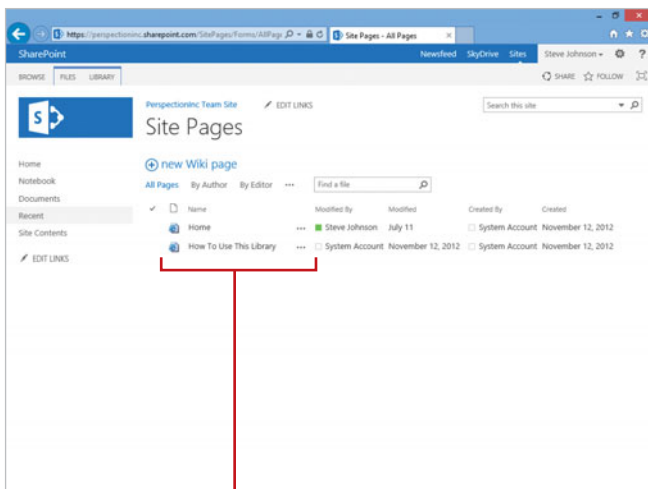 https://perspectioninc.sharepoint.com/SitePages/Forms/AllPage
Site Pages - All Pages
SharePoint
Newsfeed SkyDrive Sites Steve Johnson ?
BROWSE FILES LIBRARY
SHARE FOLLOW
PerspectionInc Team Site EDIT LINKS
Search this site
S
Site Pages
Home
Notebook
Documents
Recent
Site Contents
EDIT LINKS
new Wiki page
All Pages By Author By Editor ... Find a file
Name Modified By Modified Created By Created
Home ... Steve Johnson July 11 System Account November 12, 2012
How To Use This Library ... System Account November 12, 2012 System Account November 12, 2012